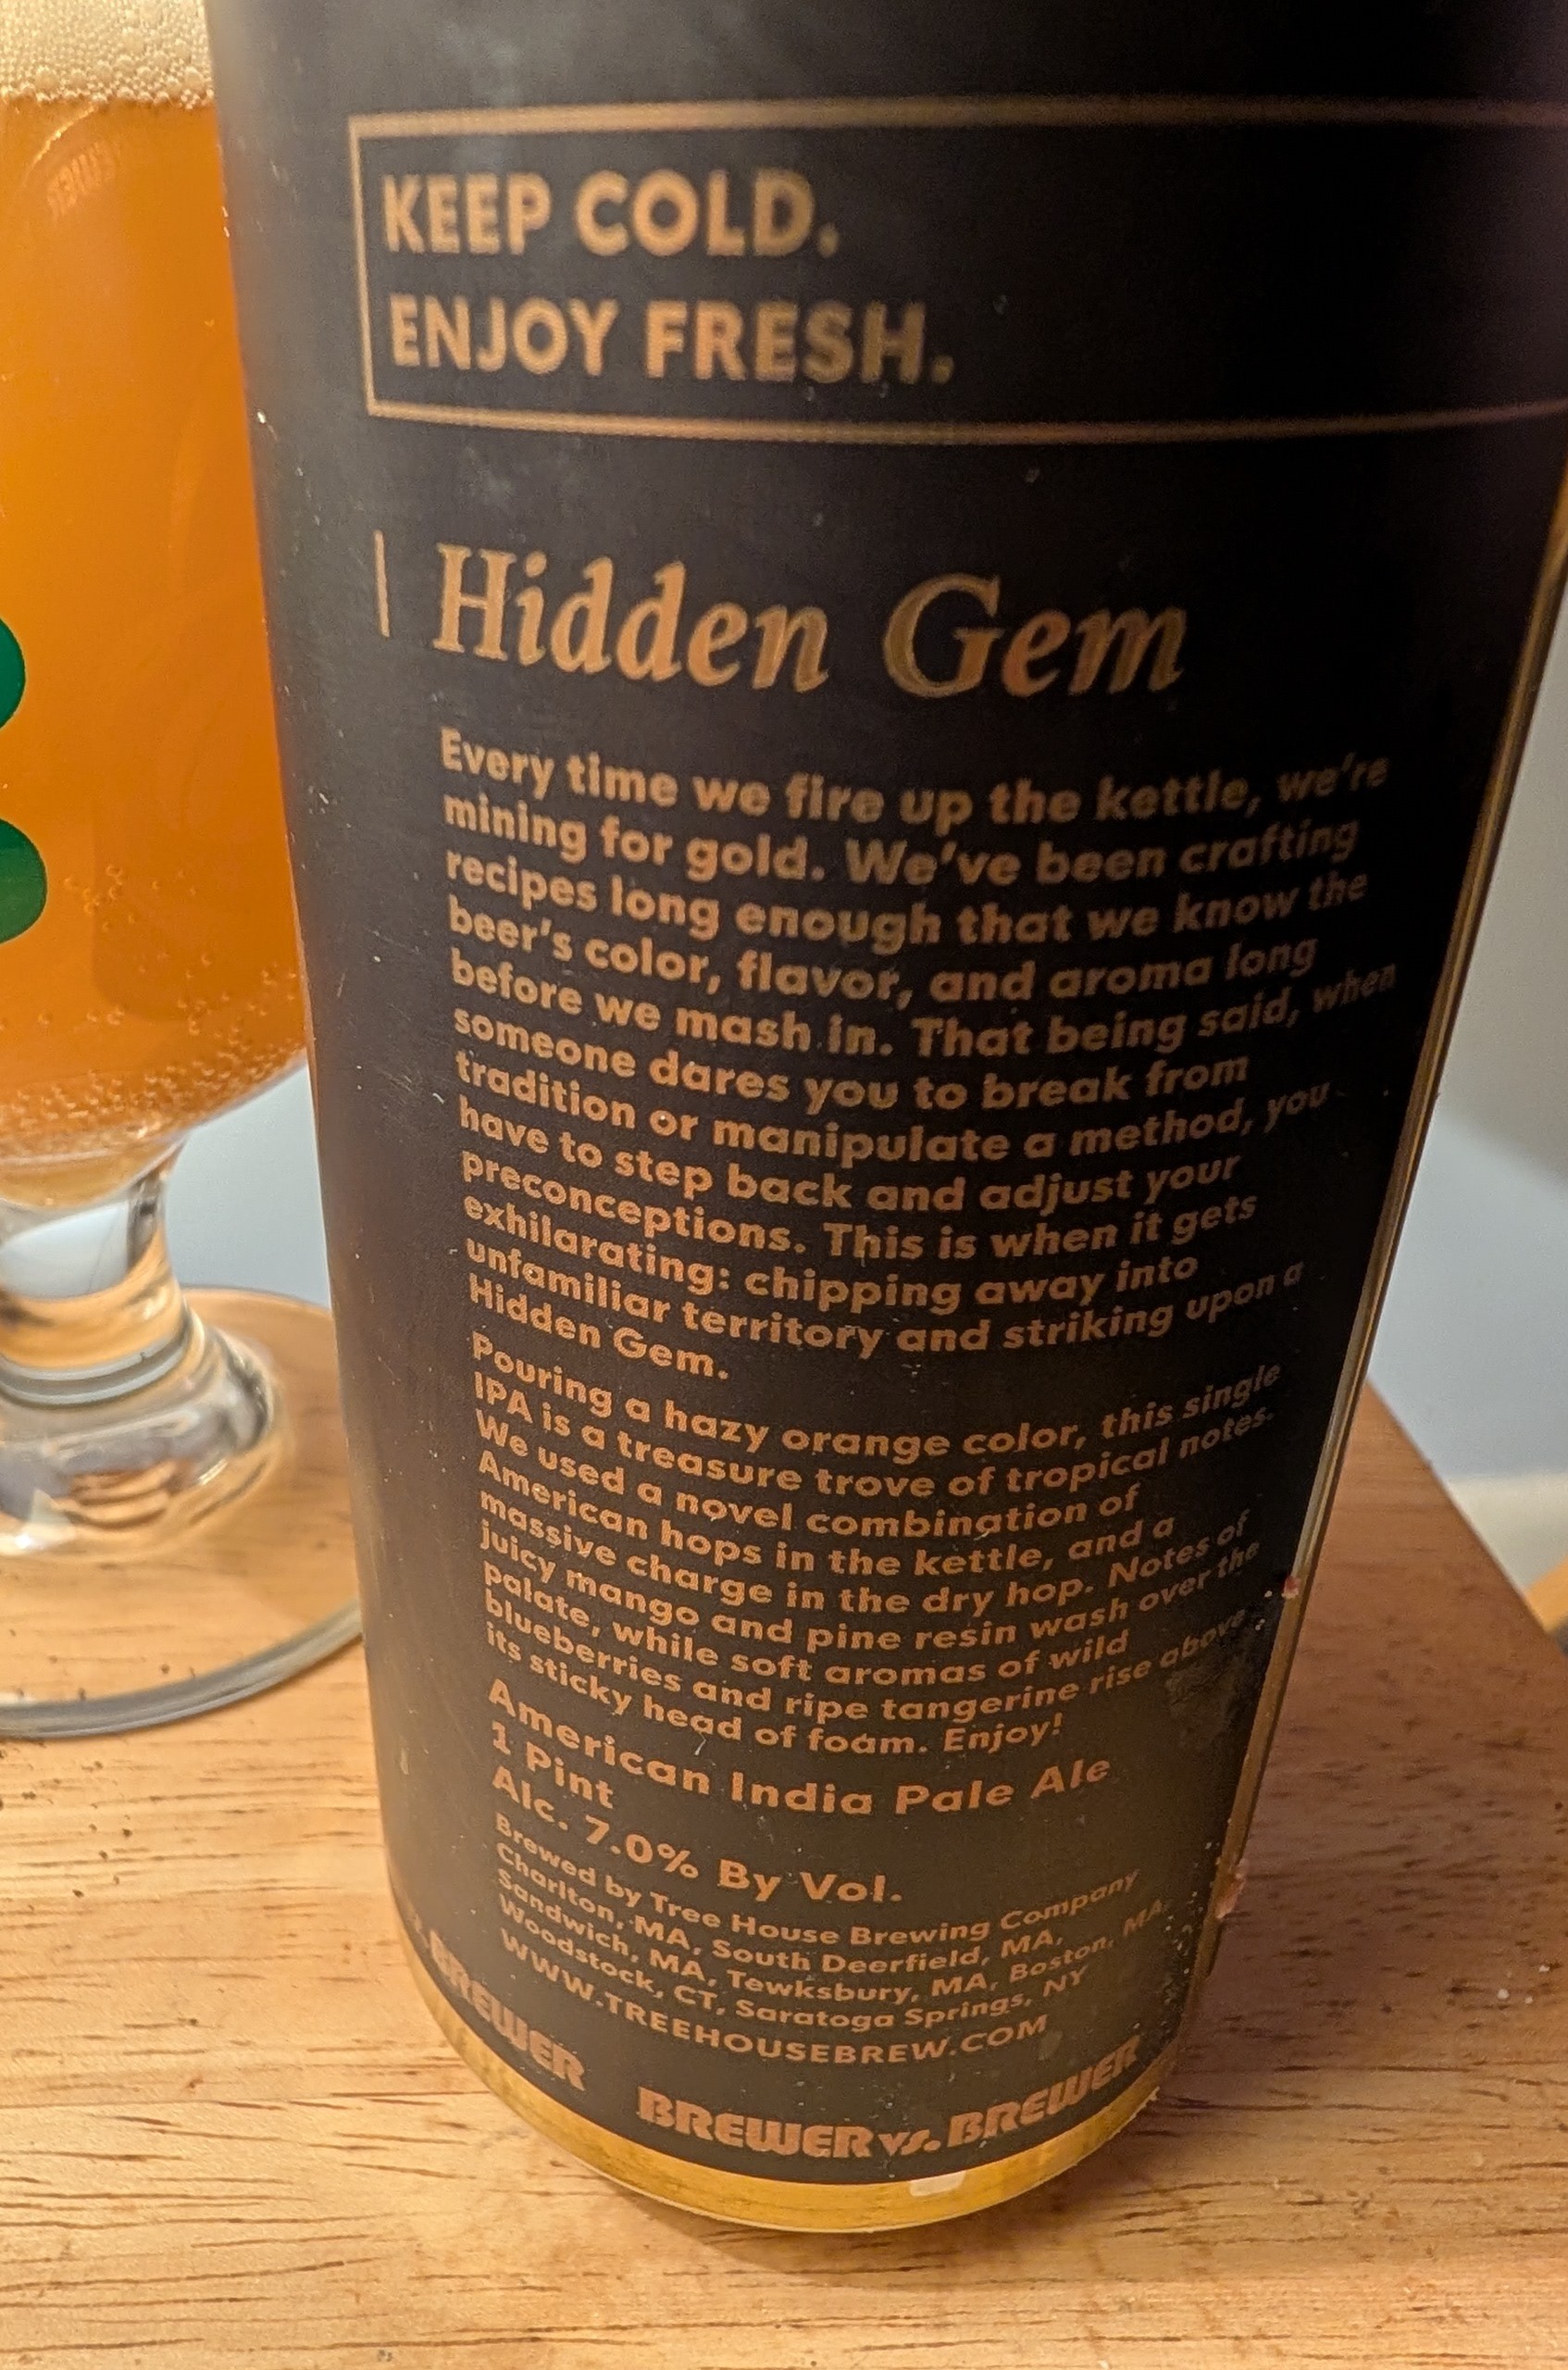 KEEP COLD.
ENJOY FRESH.
Hidden Gem
Every time we fire up the kettle, we're
mining for gold. We've been crafting
recipes long enough that we know the
beer's color, flavor, and aroma long
before we mash in. That being said, when
someone dares you to break from
tradition or manipulate a method, you
have to step back and adjust your
preconceptions. This is when it gets
exhilarating: chipping away into
unfamiliar territory and striking upon a
Hidden Gem.
Pouring a hazy orange color, this single
IPA is a treasure trove of tropical notes.
We used a novel combination of
American hops in the kettle, and a
massive charge in the dry hop. Notes of
juicy mango and pine resin wash over the
palate, while soft aromas of wild
blueberries and ripe tangerine rise above
its sticky head of foam. Enjoy!
American India Pale Ale
1 Pint
Alc. 7.0% By Vol.
Brewed by Tree House Brewing Company
Charlton, MA, South Deerfield, MA,
Sandwich, MA, Tewksbury, MA, Boston, MA,
Woodstock, CT, Saratoga Springs, NY
WWW.TREEHOUSEBREW.COM
BREWER BREWER vs. BREWER